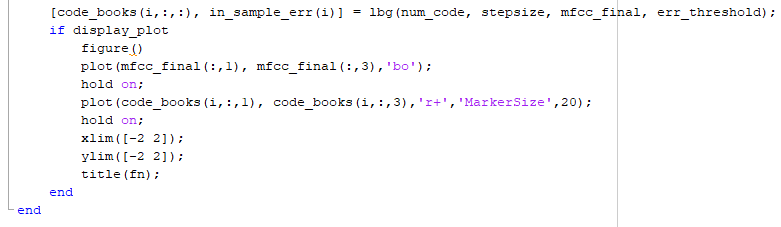 [code_books(i,:,:), in_sample_err(i)] = lbg(num_code, stepsize, mfcc_final, err_threshold);
if display_plot
figure()
plot(mfcc_final(:,1), mfcc_final(:,3),'bo');
hold on;
plot(code_books(i,:,1), code_books(i,:,3),'r+','MarkerSize',20);
hold on;
xlim([-2 2]);
ylim([-2 2]);
title(fn);
end
end